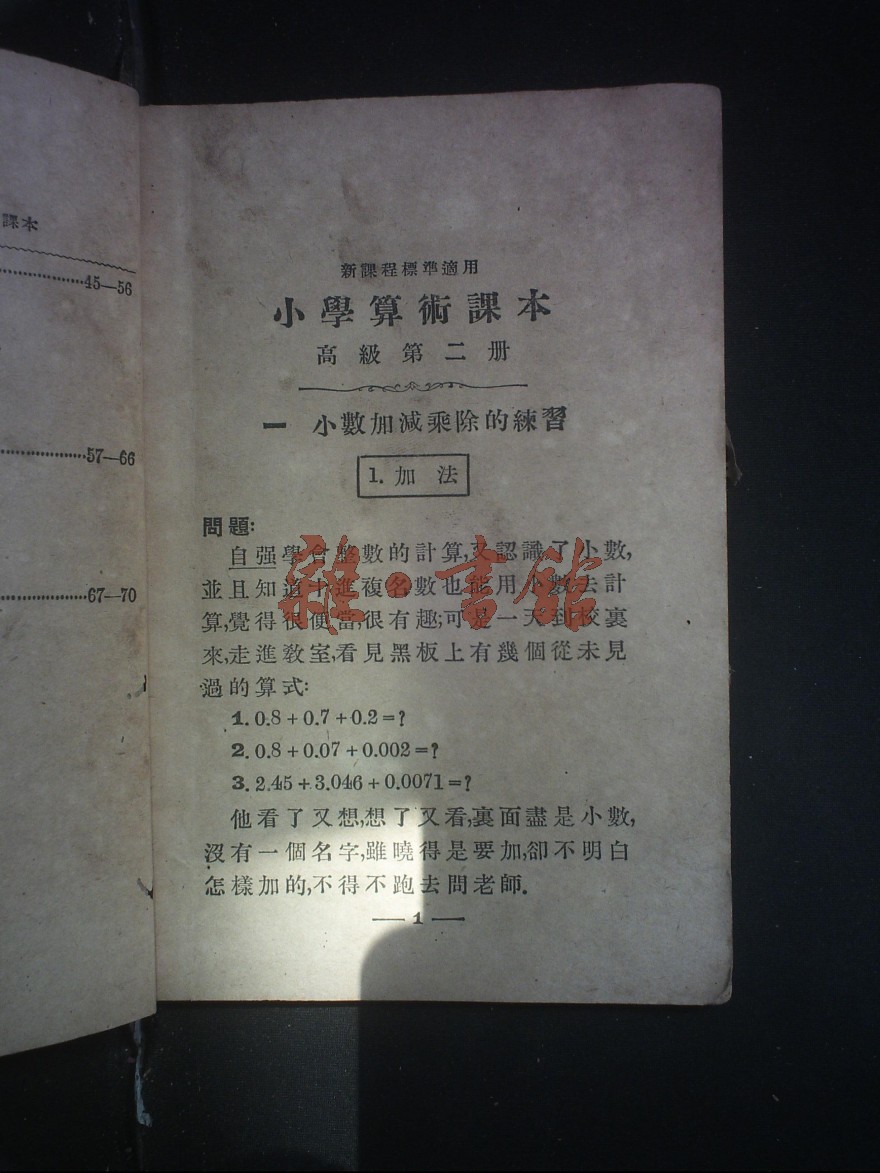 課本
45—56
57—66
67—70
新課程標準適用
小學算術課本
高級第二册
一 小數加減乘除的練習
1. 加法
問題:
自强學會整數的計算,又認識了小數,
並且知道十進複名數也能用小數去計
算,覺得很便當,很有趣;可是一天到校裏
來,走進敎室,看見黑板上有幾個從未見
過的算式:
1. 0.8+0.7+0.2=?
2. 0.8+0.07+0.002=?
3. 2.45+3.046+0.0071=?
他看了又想,想了又看,裏面盡是小數,
沒有一個名字,雖曉得是要加,卻不明白
怎樣加的,不得不跑去問老師.
— 1 —
雜·書館